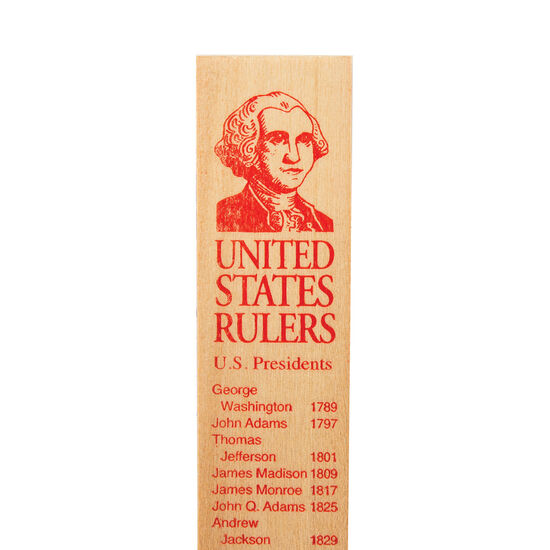 UNITED
STATES
RULERS
U.S. Presidents
George
Washington 1789
John Adams 1797
Thomas
Jefferson 1801
James Madison 1809
James Monroe 1817
John Q. Adams 1825
Andrew
Jackson 1829